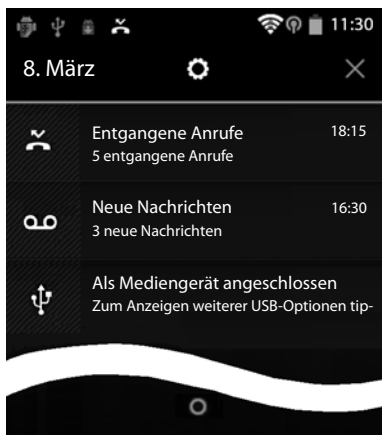 11:30
8. März
Entgangene Anrufe 18:15
5 entgangene Anrufe
Neue Nachrichten 16:30
3 neue Nachrichten
Als Mediengerät angeschlossen
Zum Anzeigen weiterer USB-Optionen tip-